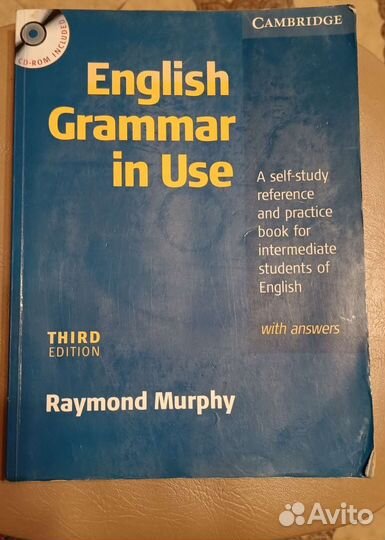 CD-ROM INCLUDED
CAMBRIDGE
English
Grammar
in Use
A self-study
reference
and practice
book for
intermediate
students of
English
with answers
THIRD
EDITION
Raymond Murphy
Avito